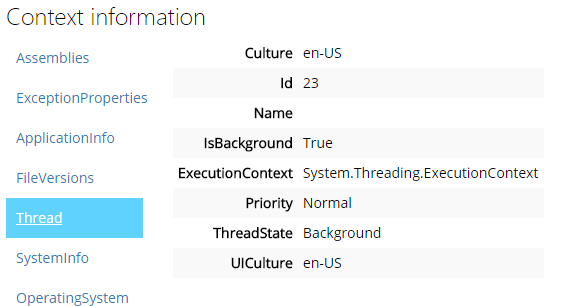 Context information
Assemblies
ExceptionProperties
ApplicationInfo
FileVersions
Thread
SystemInfo
OperatingSystem
Culture en-US
Id 23
Name
IsBackground True
ExecutionContext System.Threading.ExecutionContext
Priority Normal
ThreadState Background
UICulture en-US